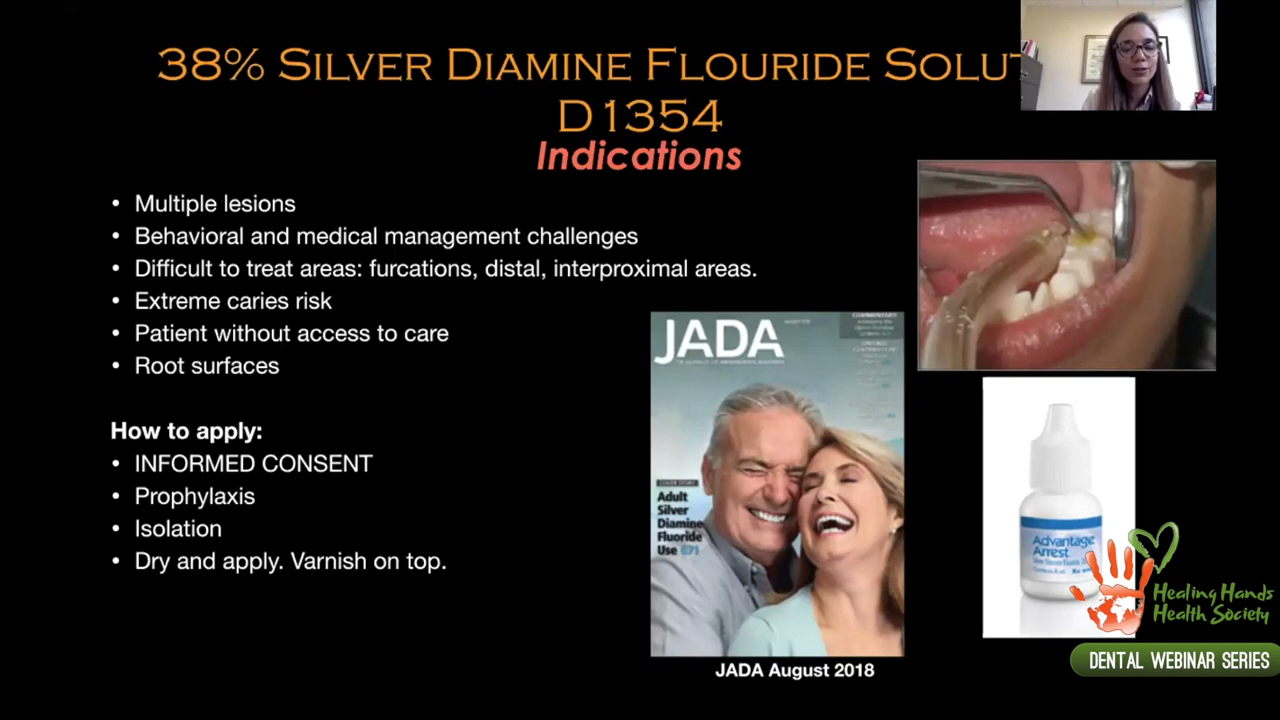 38% SILVER DIAMINE FLOURIDE SOLUT
D1354
Indications
• Multiple lesions
• Behavioral and medical management challenges
• Difficult to treat areas: furcations, distal, interproximal areas.
• Extreme caries risk
• Patient without access to care
• Root surfaces
How to apply:
• INFORMED CONSENT
• Prophylaxis
• Isolation
• Dry and apply. Varnish on top.
JADA
COVER STORY
Adult
Silver
Diamine
Fluoride
Use 671
JADA August 2018
Advantage
Arrest
Healing Hands
Health Society
DENTAL WEBINAR SERIES